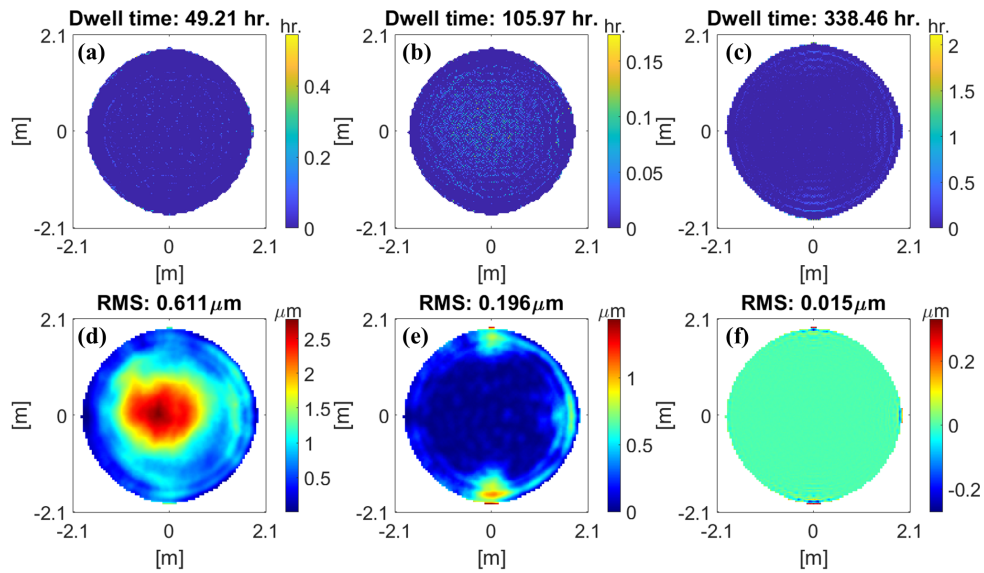 Dwell time: 49.21 hr.
Dwell time: 105.97 hr.
Dwell time: 338.46 hr.
2.1
(a)
hr.
0.4
0.2
0
[m]
0
-2.1
-2.1
0
2.1
[m]
2.1
(b)
hr.
0.15
0.1
0.05
0
[m]
0
-2.1
-2.1
0
2.1
[m]
2.1
(c)
hr.
2
1.5
1
0.5
0
[m]
0
-2.1
-2.1
0
2.1
[m]
RMS: 0.611μm
RMS: 0.196μm
RMS: 0.015μm
2.1
(d)
μm
2.5
2
1.5
1
0.5
[m]
0
-2.1
-2.1
0
2.1
[m]
2.1
(e)
μm
1
0.5
0
[m]
0
-2.1
-2.1
0
2.1
[m]
2.1
(f)
μm
0.2
0
-0.2
[m]
0
-2.1
-2.1
0
2.1
[m]